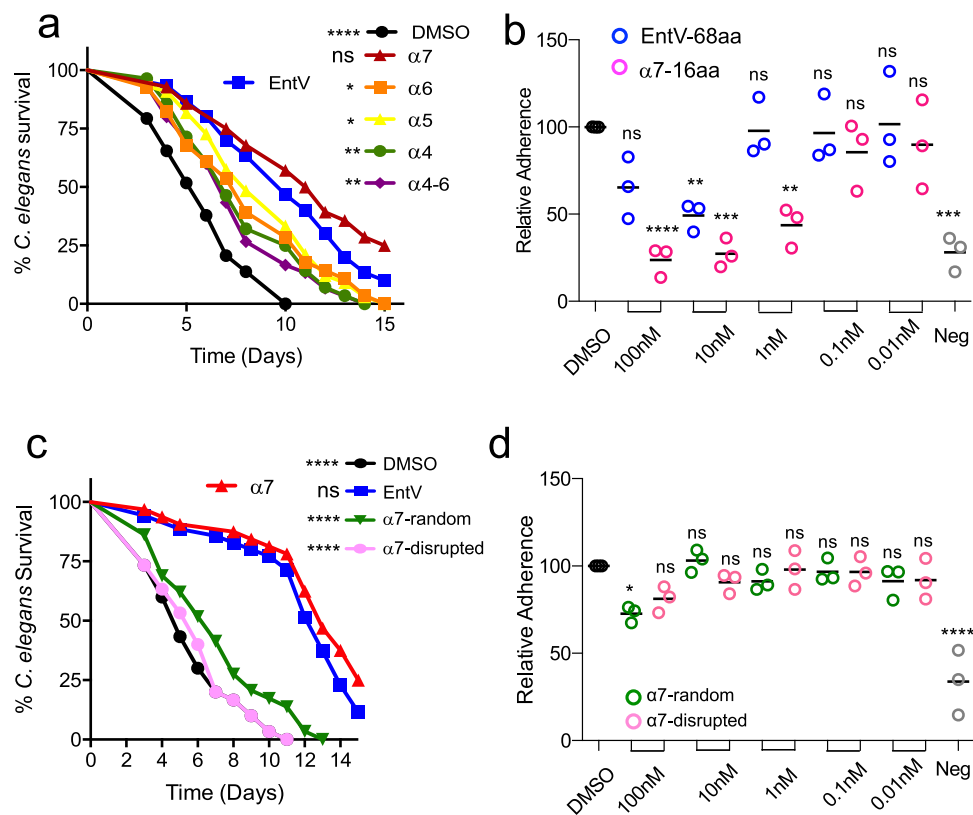 a
% C. elegans survival
100
75
50
25
0
0 5 10 15
Time (Days)
EntV
**** DMSO
ns α7
* α6
* α5
** α4
** α4-6
b
Relative Adherence
150
100
50
0
EntV-68aa
α7-16aa
ns
****
**
***
ns
**
ns
ns
ns
ns
***
DMSO 100nM 10nM 1nM 0.1nM 0.01nM Neg
c
% C. elegans Survival
100
75
50
25
0
0 2 4 6 8 10 12 14
Time (Days)
α7
**** DMSO
ns EntV
**** α7-random
**** α7-disrupted
d
Relative Adherence
150
100
50
0
*
ns
ns
ns
ns
ns
ns
ns
ns
ns
****
α7-random
α7-disrupted
DMSO 100nM 10nM 1nM 0.1nM 0.01nM Neg